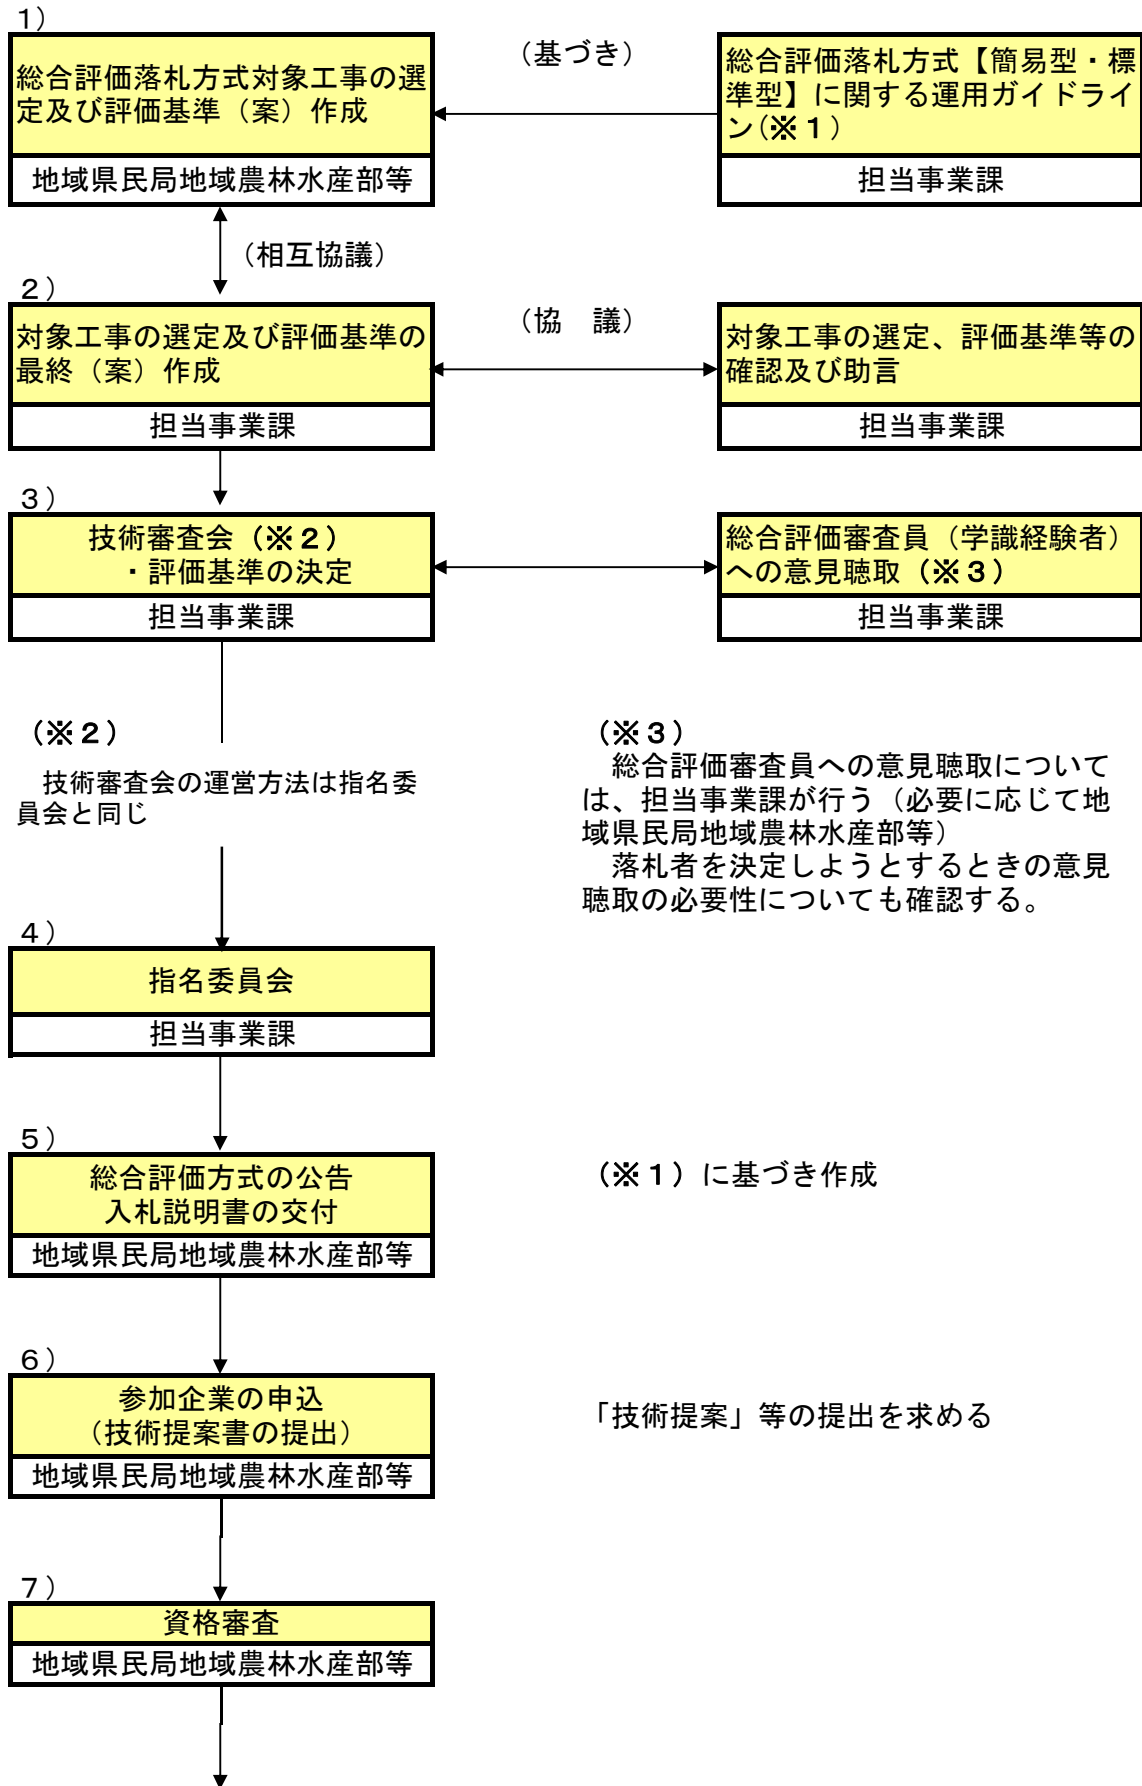 １）
総合評価落札方式対象工事の選
定及び評価基準（案）作成
地域県民局地域農林水産部等
（基づき）
総合評価落札方式【簡易型・標
準型】に関する運用ガイドライ
ン(※１)
担当事業課
（相互協議）
２）
対象工事の選定及び評価基準の
最終（案）作成
担当事業課
（協　議）
対象工事の選定、評価基準等の
確認及び助言
担当事業課
３）
技術審査会（※２）
・評価基準の決定
担当事業課
総合評価審査員（学識経験者）
への意見聴取（※３）
担当事業課
（※２）
　技術審査会の運営方法は指名委
員会と同じ
（※３）
　総合評価審査員への意見聴取について
は、担当事業課が行う（必要に応じて地
域県民局地域農林水産部等）
　落札者を決定しようとするときの意見
聴取の必要性についても確認する。
４）
指名委員会
担当事業課
５）
総合評価方式の公告
入札説明書の交付
地域県民局地域農林水産部等
（※１）に基づき作成
６）
参加企業の申込
（技術提案書の提出）
地域県民局地域農林水産部等
「技術提案」等の提出を求める
７）
資格審査
地域県民局地域農林水産部等